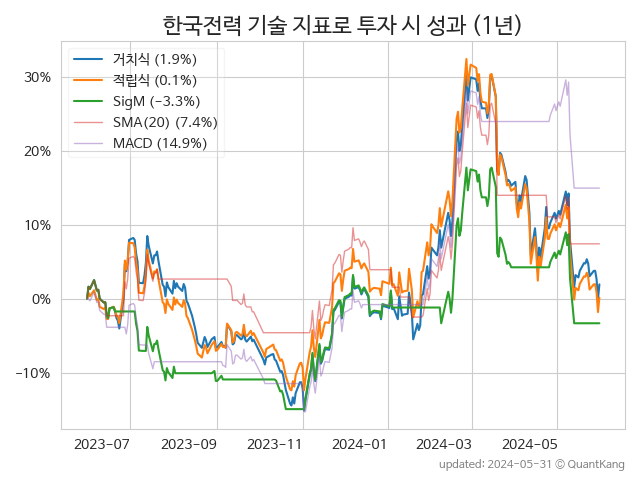 한국전력 기술 지표로 투자 시 성과 (1년)
거치식 (1.9%)
적립식 (0.1%)
SigM (−3.3%)
SMA(20) (7.4%)
MACD (14.9%)
30%
20%
10%
0%
−10%
2023-07 2023-09 2023-11 2024-01 2024-03 2024-05
updated: 2024-05-31 ⓒ QuantKang